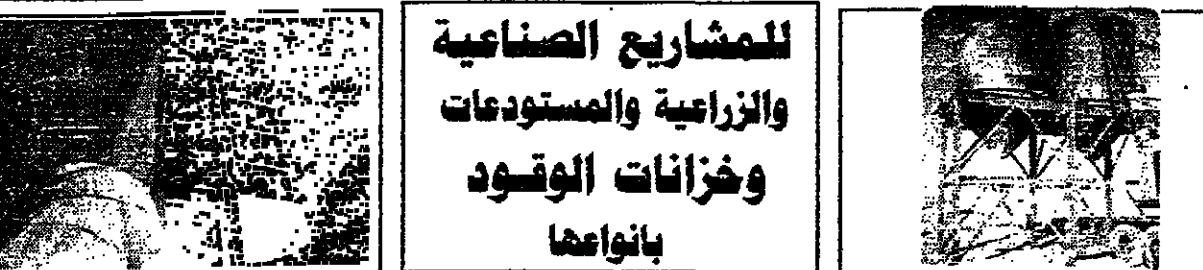 للمشاريع الصناعية
والزراعية والمستودعات
وخزانات الوقود
بانواعها